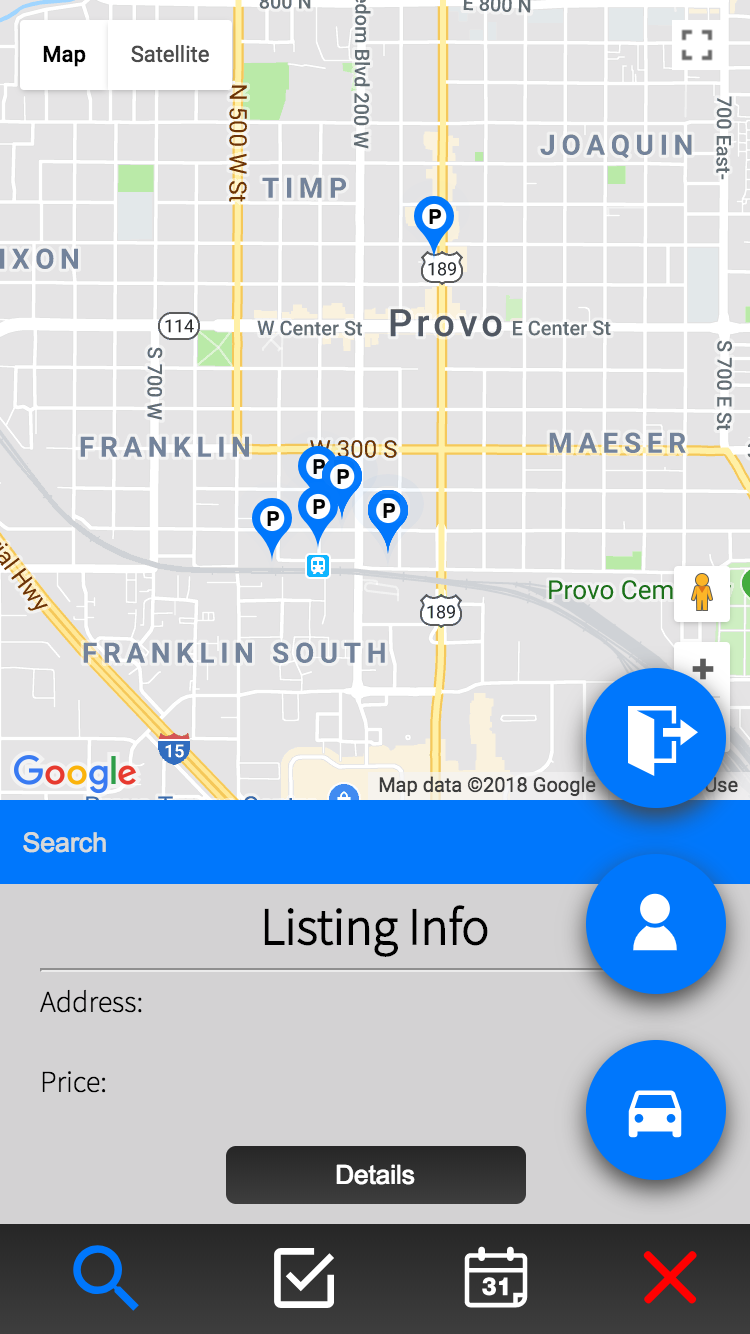 800 N
E 800 N
Map
Satellite
N 500 W St
edom Blvd 200 W
700 East-
JOAQUIN
TIMP
P
IXON
189
114
W Center St
Provo
E Center St
S 700 W
S 700 E St
FRANKLIN
W 300 S
MAESER
P
P
P
P
P
ial Hwy
Provo Cem
189
FRANKLIN SOUTH
15
Google
Map data ©2018 Google
Use
Search
Listing Info
Address:
Price:
Details
31